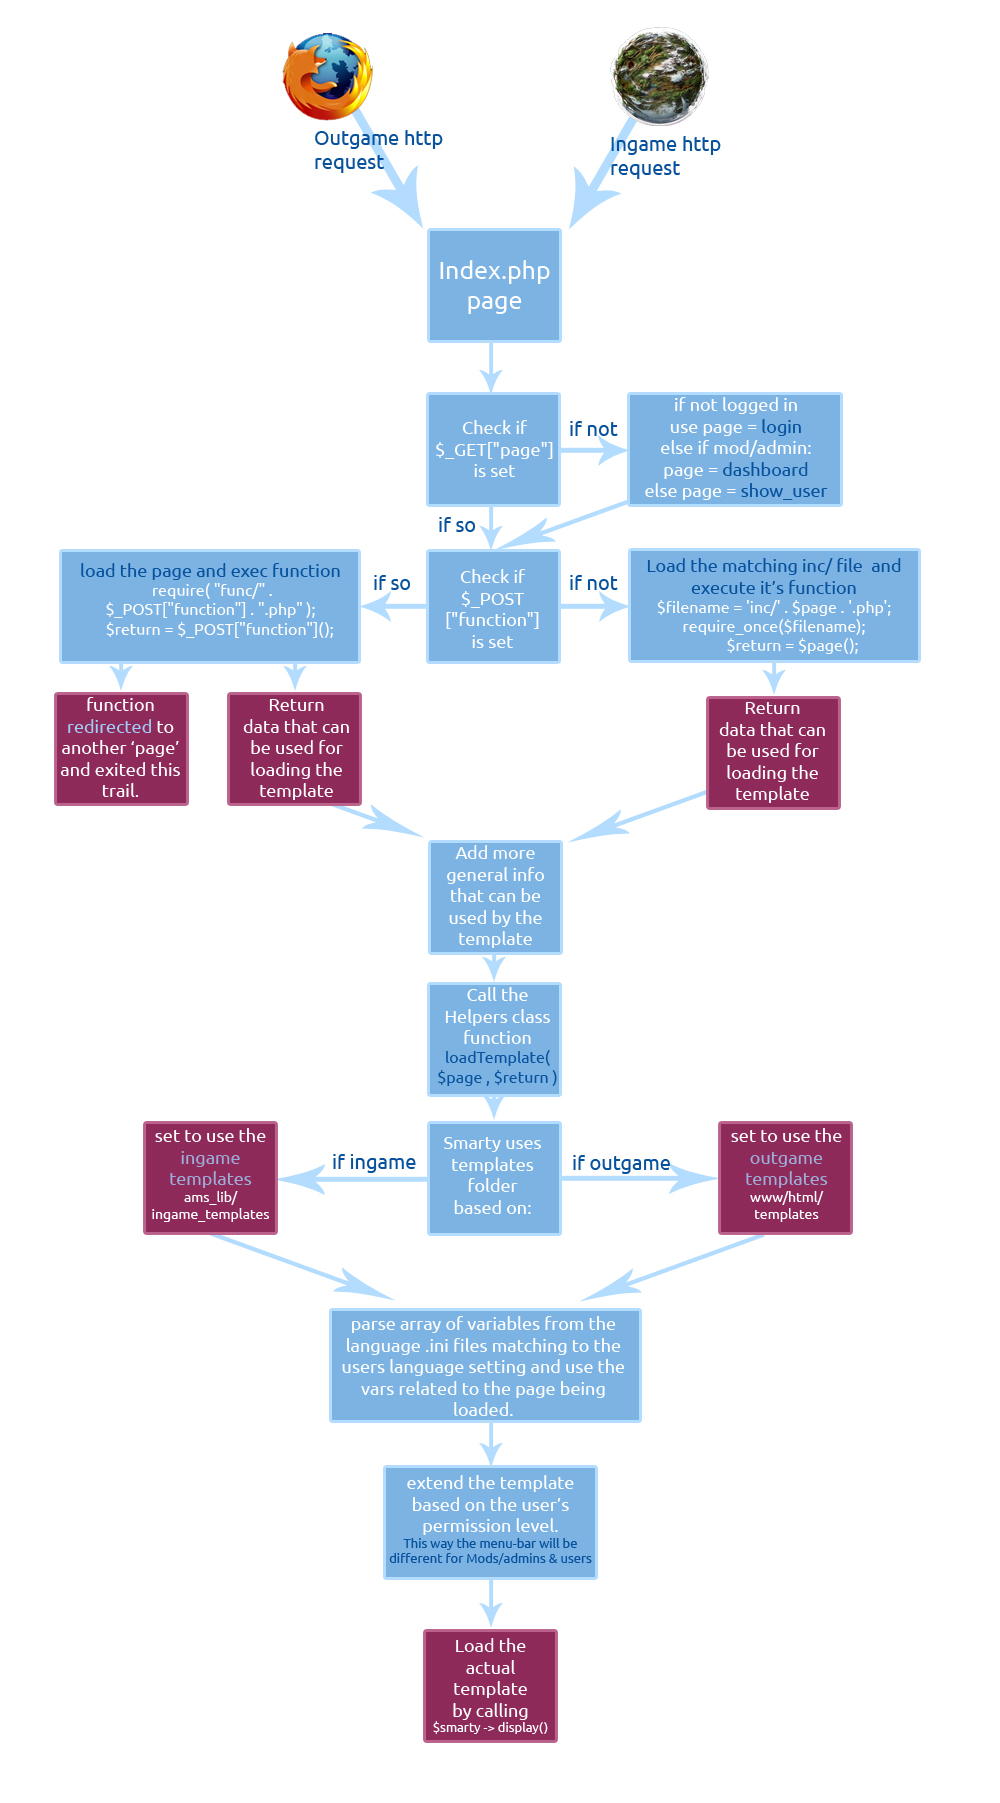 Outgame http
request
Ingame http
request
Index.php
page
Check if
$_GET["page"]
is set
if not
if not logged in
use page = login
else if mod/admin:
page = dashboard
else page = show_user
if so
load the page and exec function
require( "func/" .
$_POST["function"] . ".php" );
$return = $_POST["function"]();
if so
Check if
$_POST
["function"]
is set
if not
Load the matching inc/ file  and
execute it’s function
$filename = 'inc/' . $page . '.php';
require_once($filename);
$return = $page();
function
redirected to
another ‘page’
and exited this
trail.
Return
data that can
be used for
loading the
template
Return
data that can
be used for
loading the
template
Add more
general info
that can be
used by the
template
Call the
Helpers class
function
loadTemplate(
$page , $return )
set to use the
ingame
templates
ams_lib/
ingame_templates
if ingame
Smarty uses
templates
folder
based on:
if outgame
set to use the
outgame
templates
www/html/
templates
parse array of variables from the
language .ini files matching to the
users language setting and use the
vars related to the page being
loaded.
extend the template
based on the user’s
permission level.
This way the menu-bar will be
different for Mods/admins & users
Load the
actual
template
by calling
$smarty -> display()